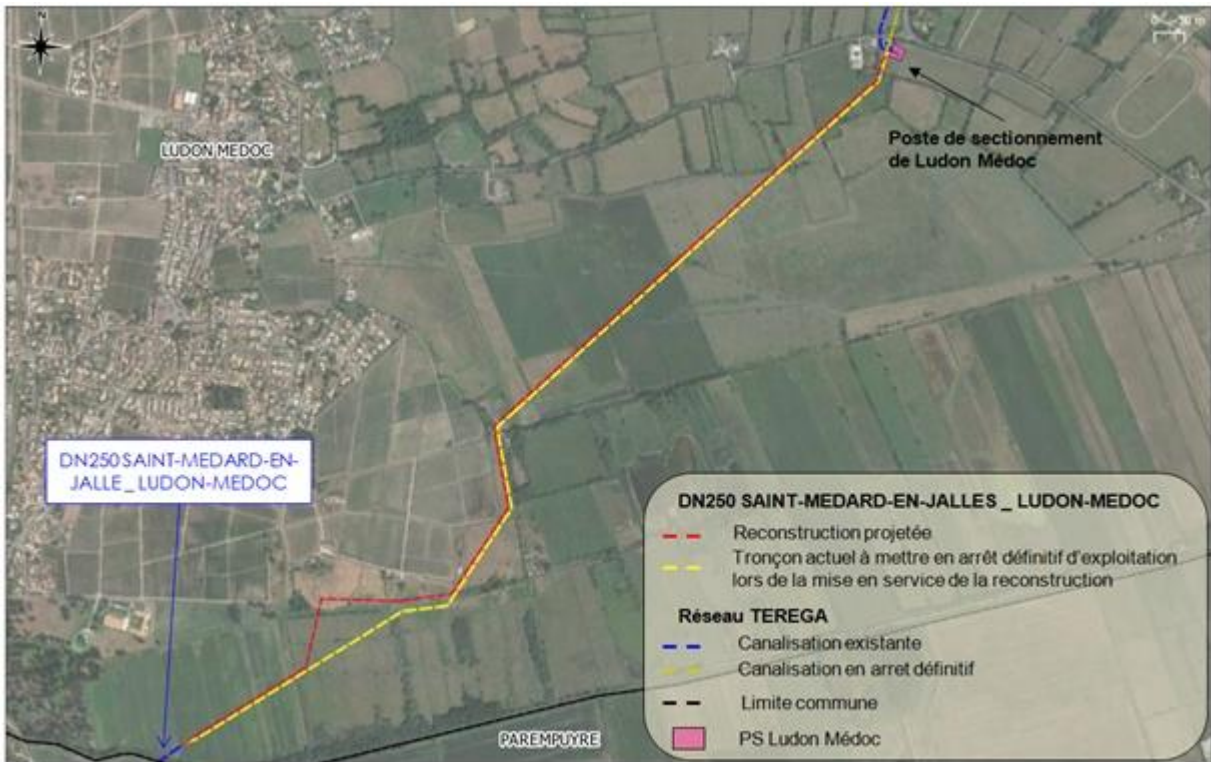 N
LUDON MEDOC
Poste de sectionnement
de Ludon Médoc
DN250 SAINT-MEDARD-EN-
JALLE _ LUDON-MEDOC
PAREMPUYRE
DN250 SAINT-MEDARD-EN-JALLES _ LUDON-MEDOC
Reconstruction projetée
Tronçon actuel à mettre en arrêt définitif d'exploitation
lors de la mise en service de la reconstruction
Réseau TEREGA
Canalisation existante
Canalisation en arret définitif
Limite commune
PS Ludon Médoc